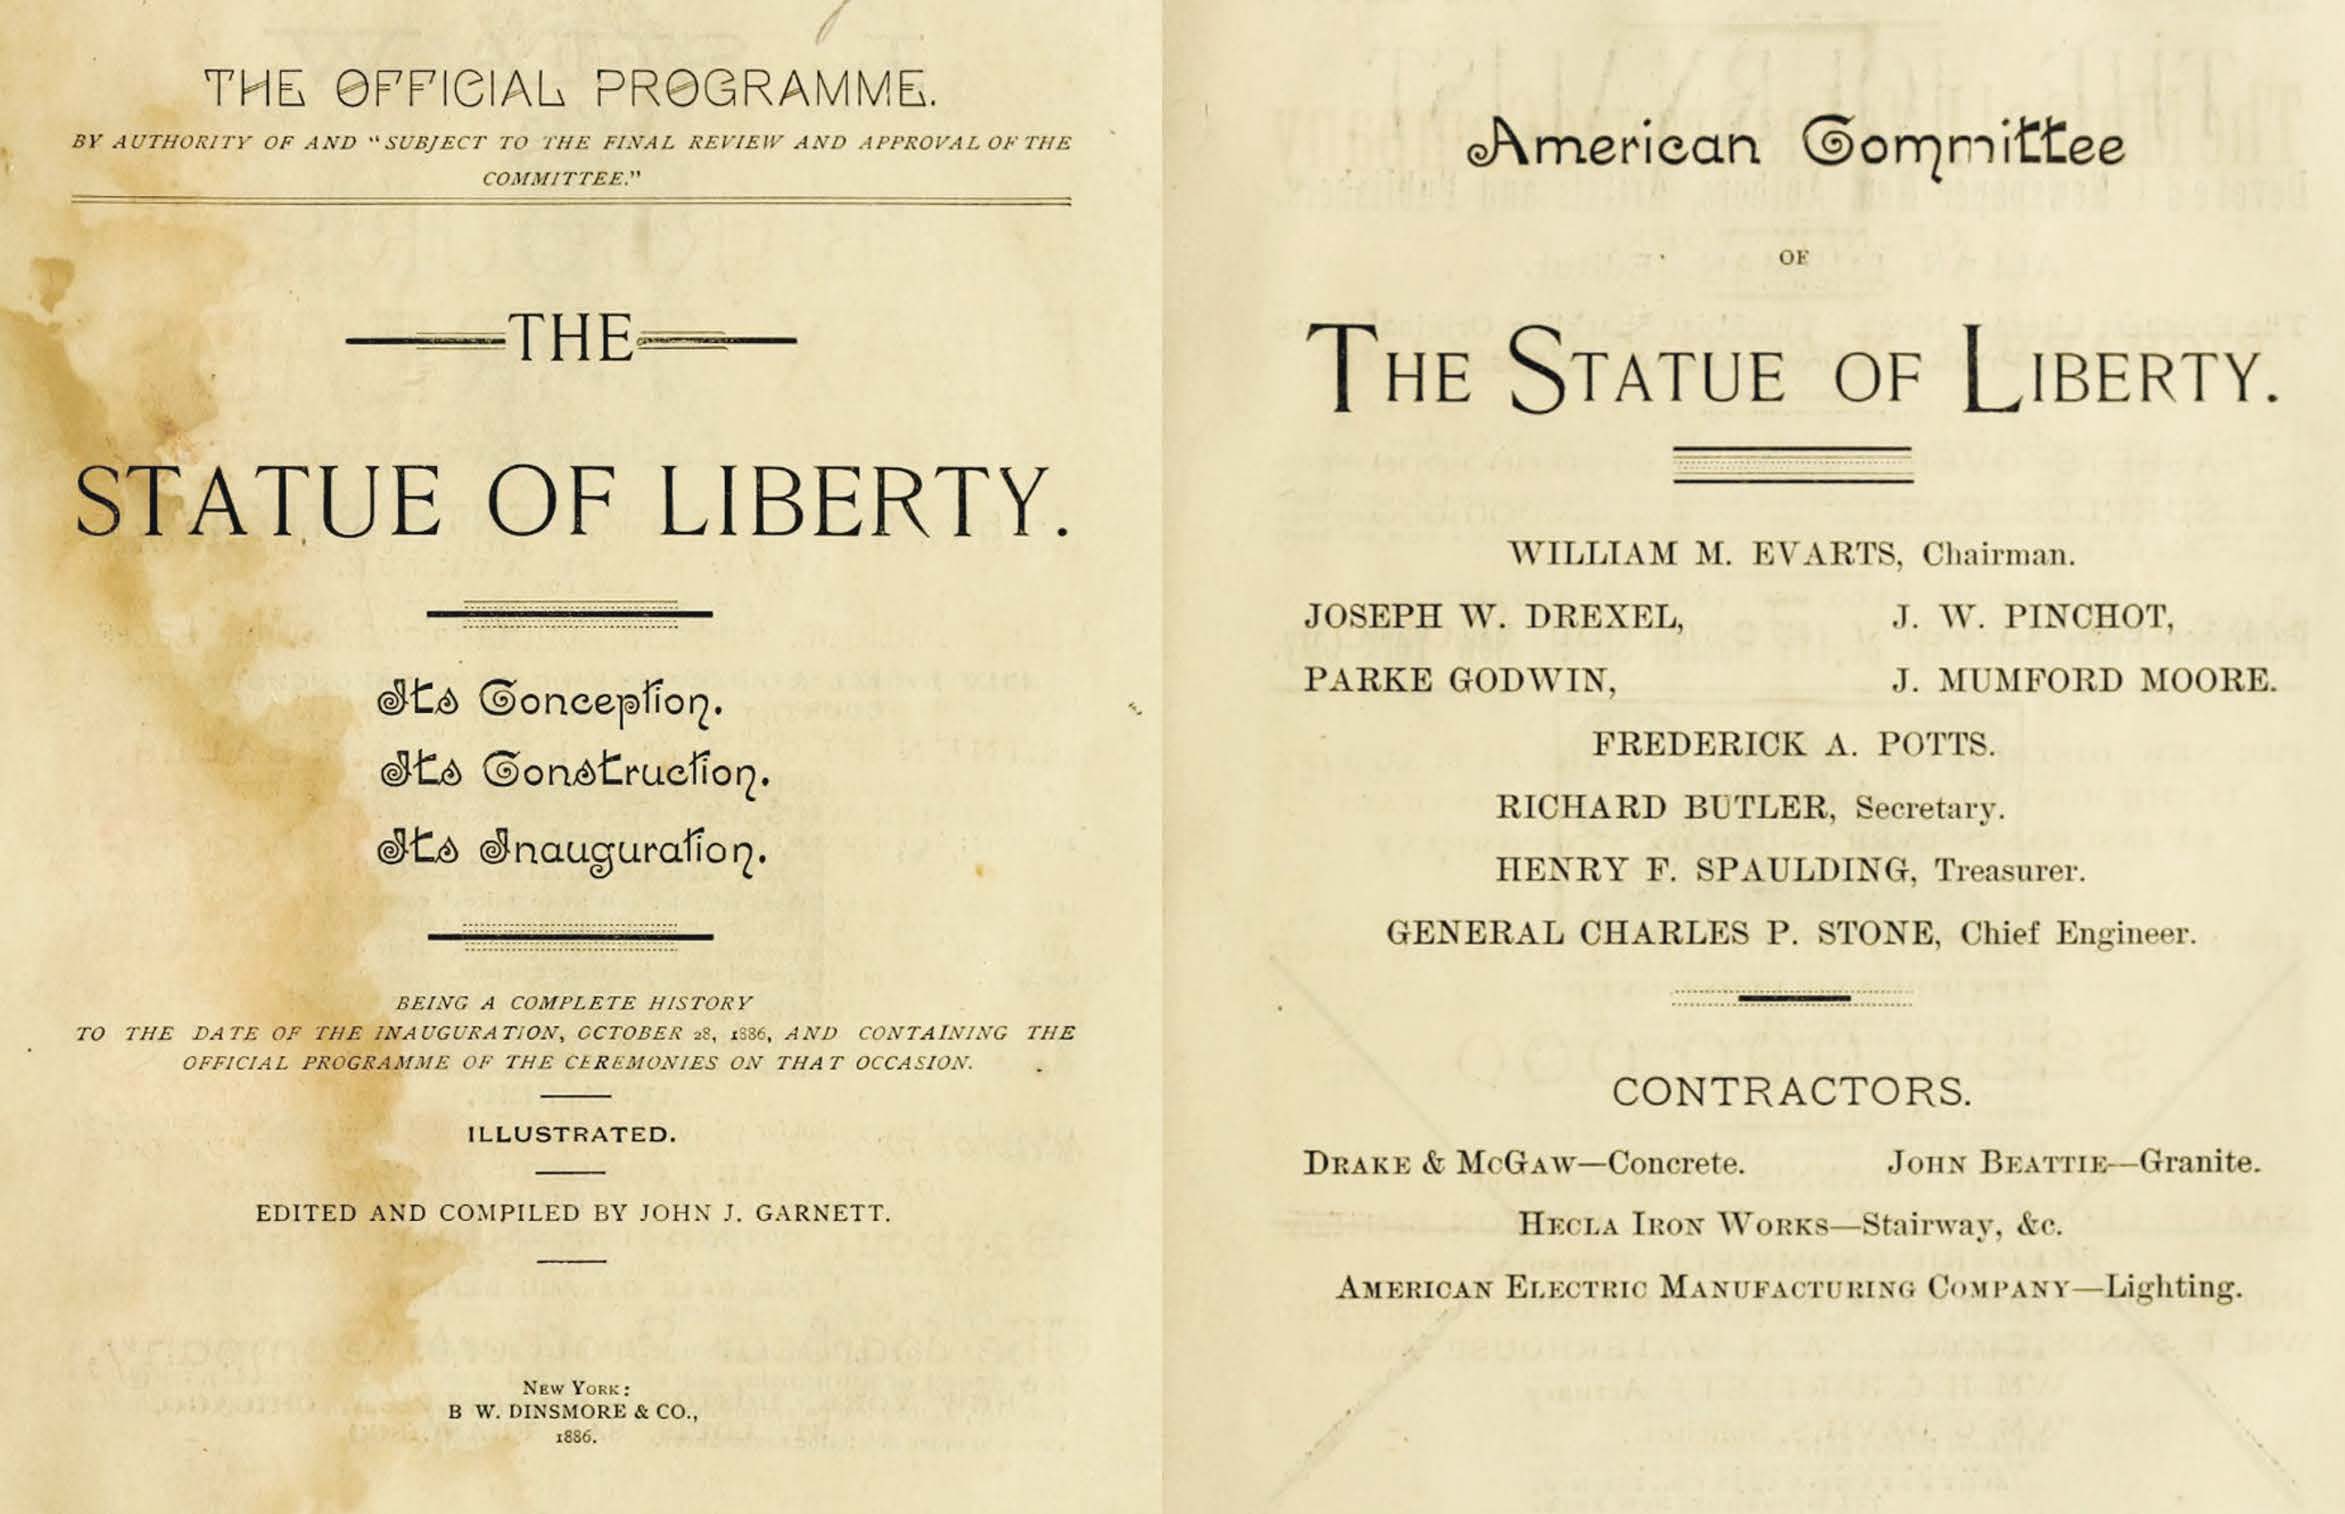 THE OFFICIAL PROGRAMME.
BY AUTHORITY OF AND "SUBJECT TO THE FINAL REVIEW AND APPROVAL OF THE
COMMITTEE."
THE
STATUE OF LIBERTY.
Its Conception.
Its Construction.
Its Inauguration.
BEING A COMPLETE HISTORY
TO THE DATE OF THE INAUGURATION, OCTOBER 28, 1886, AND CONTAINING THE
OFFICIAL PROGRAMME OF THE CEREMONIES ON THAT OCCASION.
ILLUSTRATED.
EDITED AND COMPILED BY JOHN J. GARNETT.
NEW YORK:
B W. DINSMORE & CO.,
1886.
American Committee
OF
THE STATUE OF LIBERTY.
WILLIAM M. EVARTS, Chairman.
JOSEPH W. DREXEL, J. W. PINCHOT,
PARKE GODWIN, J. MUMFORD MOORE.
FREDERICK A. POTTS.
RICHARD BUTLER, Secretary.
HENRY F. SPAULDING, Treasurer.
GENERAL CHARLES P. STONE, Chief Engineer.
CONTRACTORS.
DRAKE & McGAW—Concrete. JOHN BEATTIE—Granite.
HECLA IRON WORKS—Stairway, &c.
AMERICAN ELECTRIC MANUFACTURING COMPANY—Lighting.